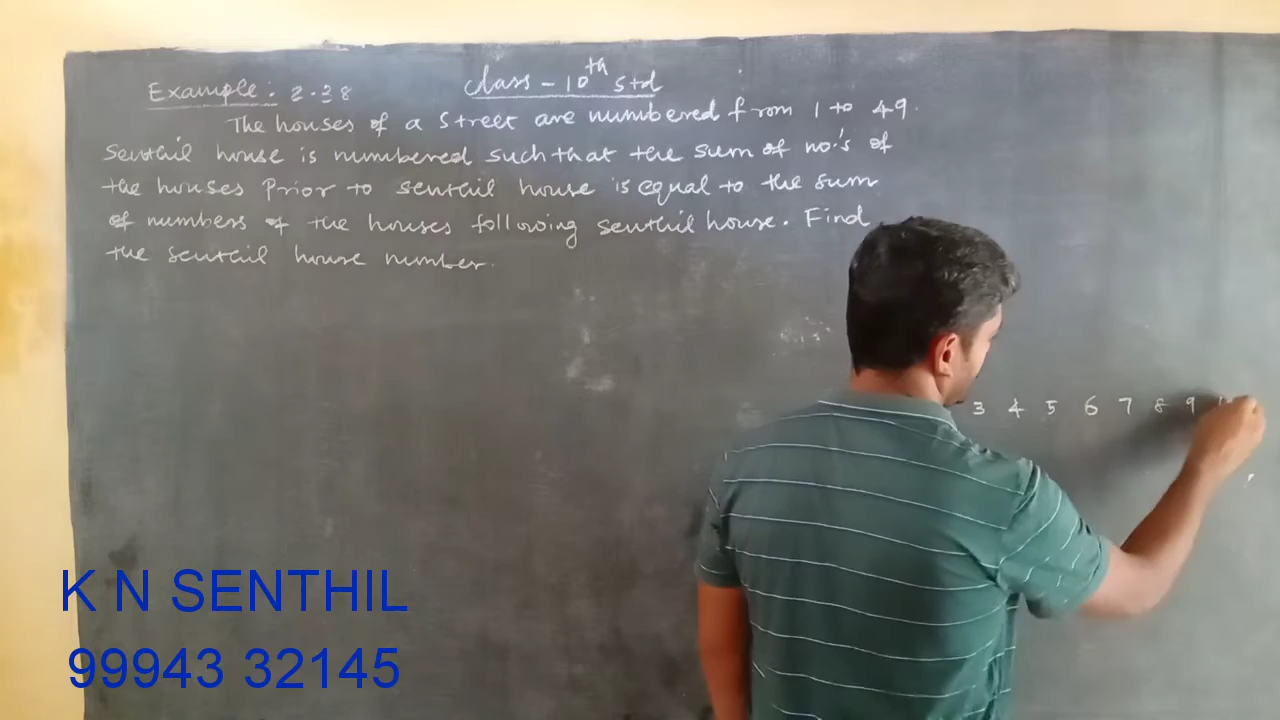 Example: 2.38 class - 10th std
The houses of a street are numbered from 1 to 49.
Senthil house is numbered such that the sum of no.'s of
the houses Prior to senthil house is equal to the sum
of numbers of the houses following senthil house. Find
the senthil house number.
3 4 5 6 7 8 9
K N SENTHIL
99943 32145